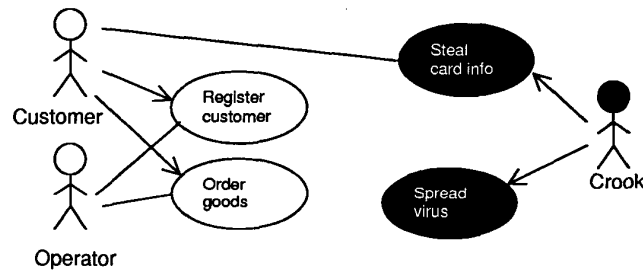 Steal
card info
Register
customer
Customer
Order
goods
Spread
virus
Crook
Operator